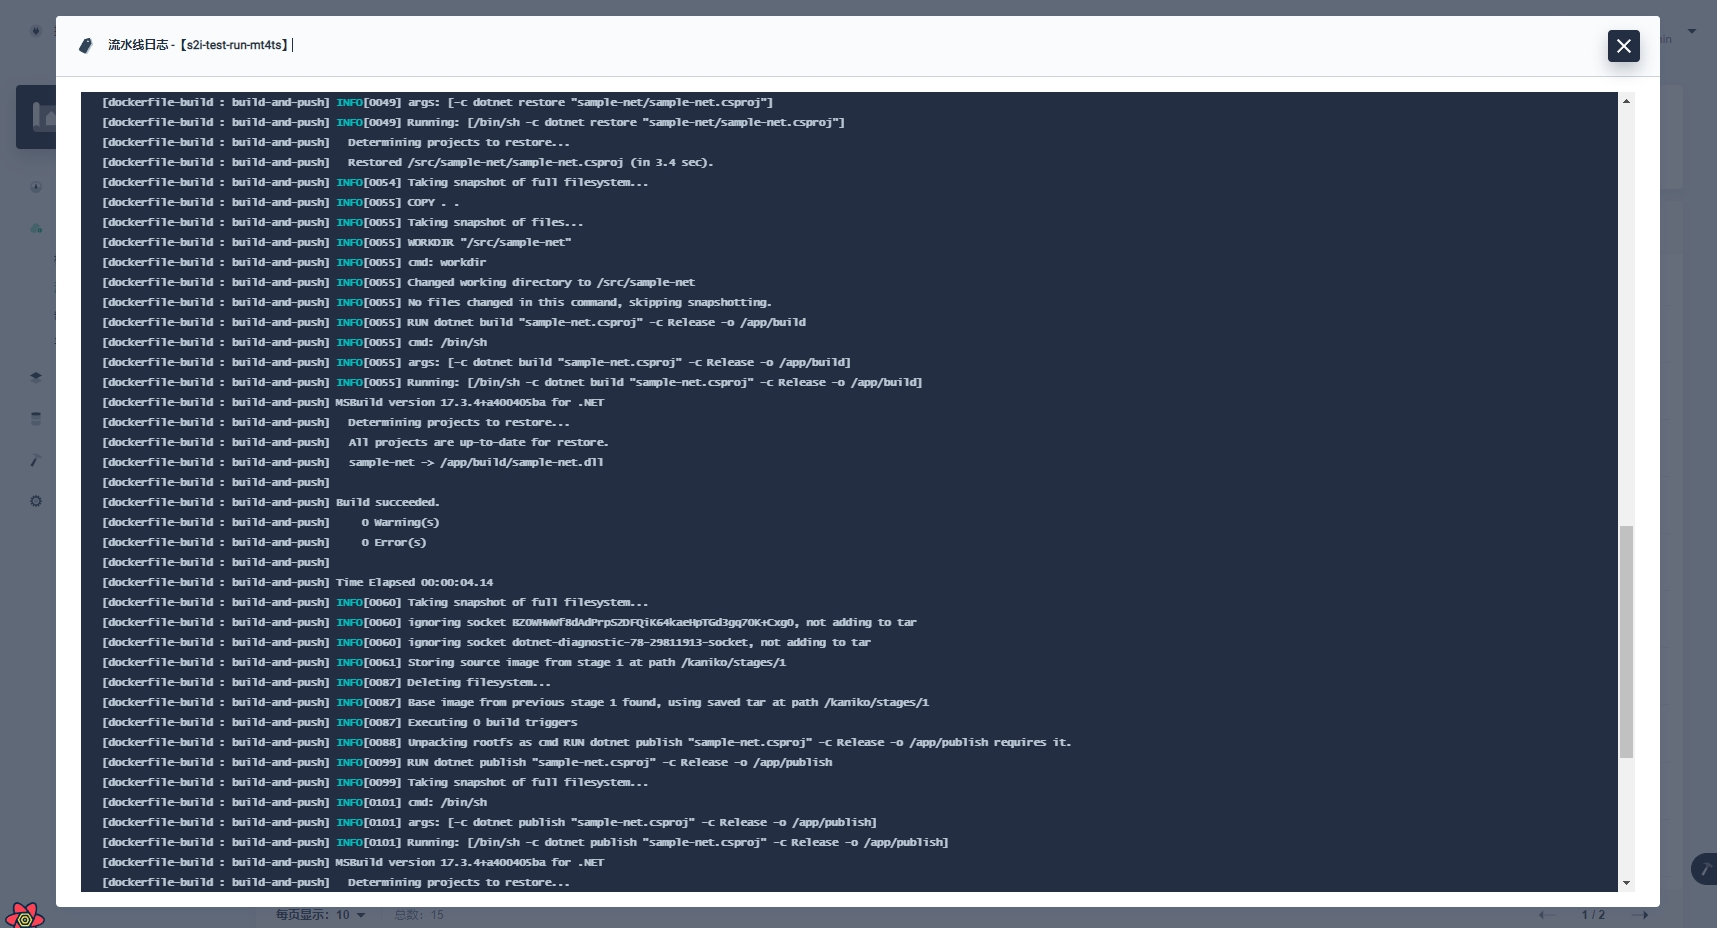 流水线日志 -【s2i-test-run-mt4ts】
[dockerfile-build : build-and-push] INFO[0049] args: [-c dotnet restore "sample-net/sample-net.csproj"]
[dockerfile-build : build-and-push] INFO[0049] Running: [/bin/sh -c dotnet restore "sample-net/sample-net.csproj"]
[dockerfile-build : build-and-push]   Determining projects to restore...
[dockerfile-build : build-and-push]   Restored /src/sample-net/sample-net.csproj (in 3.4 sec).
[dockerfile-build : build-and-push] INFO[0054] Taking snapshot of full filesystem...
[dockerfile-build : build-and-push] INFO[0055] COPY . .
[dockerfile-build : build-and-push] INFO[0055] Taking snapshot of files...
[dockerfile-build : build-and-push] INFO[0055] WORKDIR "/src/sample-net"
[dockerfile-build : build-and-push] INFO[0055] cmd: workdir
[dockerfile-build : build-and-push] INFO[0055] Changed working directory to /src/sample-net
[dockerfile-build : build-and-push] INFO[0055] No files changed in this command, skipping snapshotting.
[dockerfile-build : build-and-push] INFO[0055] RUN dotnet build "sample-net.csproj" -c Release -o /app/build
[dockerfile-build : build-and-push] INFO[0055] cmd: /bin/sh
[dockerfile-build : build-and-push] INFO[0055] args: [-c dotnet build "sample-net.csproj" -c Release -o /app/build]
[dockerfile-build : build-and-push] INFO[0055] Running: [/bin/sh -c dotnet build "sample-net.csproj" -c Release -o /app/build]
[dockerfile-build : build-and-push] MSBuild version 17.3.4+a400405ba for .NET
[dockerfile-build : build-and-push]   Determining projects to restore...
[dockerfile-build : build-and-push]   All projects are up-to-date for restore.
[dockerfile-build : build-and-push]   sample-net -> /app/build/sample-net.dll
[dockerfile-build : build-and-push]
[dockerfile-build : build-and-push] Build succeeded.
[dockerfile-build : build-and-push]     0 Warning(s)
[dockerfile-build : build-and-push]     0 Error(s)
[dockerfile-build : build-and-push]
[dockerfile-build : build-and-push] Time Elapsed 00:00:04.14
[dockerfile-build : build-and-push] INFO[0060] Taking snapshot of full filesystem...
[dockerfile-build : build-and-push] INFO[0060] ignoring socket , not adding to tar
[dockerfile-build : build-and-push] INFO[0060] ignoring socket dotnet-diagnostic-78-29811913-socket, not adding to tar
[dockerfile-build : build-and-push] INFO[0061] Storing source image from stage 1 at path /kaniko/stages/1
[dockerfile-build : build-and-push] INFO[0087] Deleting filesystem...
[dockerfile-build : build-and-push] INFO[0087] Base image from previous stage 1 found, using saved tar at path /kaniko/stages/1
[dockerfile-build : build-and-push] INFO[0087] Executing 0 build triggers
[dockerfile-build : build-and-push] INFO[0088] Unpacking rootfs as cmd RUN dotnet publish "sample-net.csproj" -c Release -o /app/publish requires it.
[dockerfile-build : build-and-push] INFO[0099] RUN dotnet publish "sample-net.csproj" -c Release -o /app/publish
[dockerfile-build : build-and-push] INFO[0099] Taking snapshot of full filesystem...
[dockerfile-build : build-and-push] INFO[0101] cmd: /bin/sh
[dockerfile-build : build-and-push] INFO[0101] args: [-c dotnet publish "sample-net.csproj" -c Release -o /app/publish]
[dockerfile-build : build-and-push] INFO[0101] Running: [/bin/sh -c dotnet publish "sample-net.csproj" -c Release -o /app/publish]
[dockerfile-build : build-and-push] MSBuild version 17.3.4+a400405ba for .NET
[dockerfile-build : build-and-push]   Determining projects to restore...
每页显示: 10 总数: 15 1 / 2